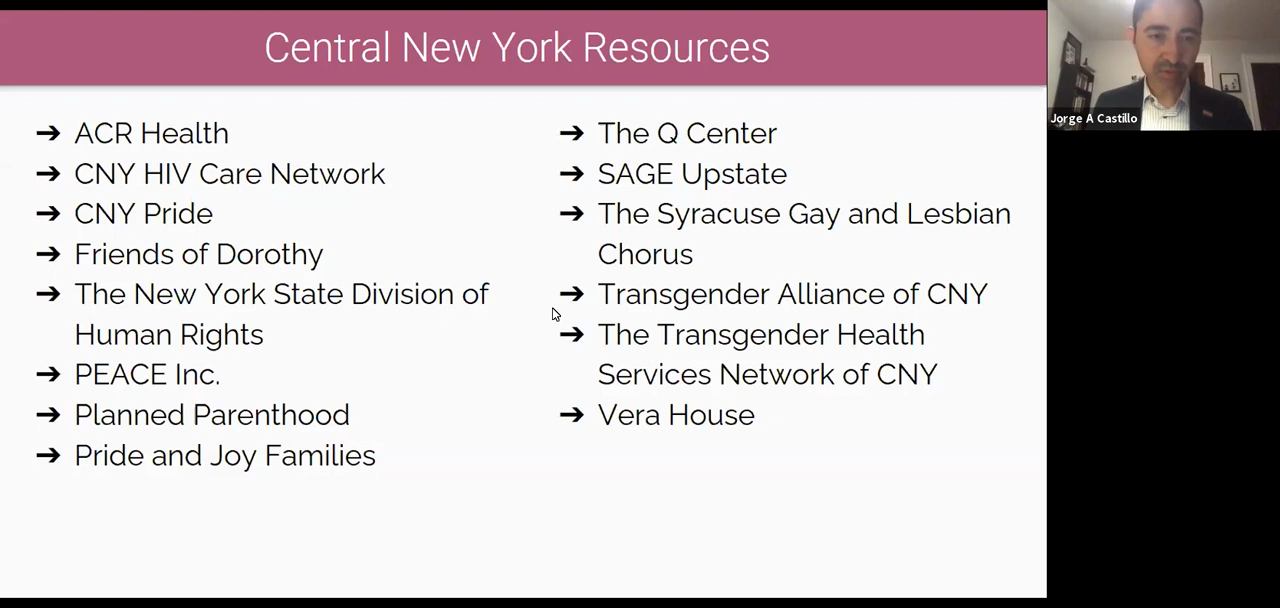 Central New York Resources
➔ ACR Health
➔ CNY HIV Care Network
➔ CNY Pride
➔ Friends of Dorothy
➔ The New York State Division of
Human Rights
➔ PEACE Inc.
➔ Planned Parenthood
➔ Pride and Joy Families
➔ The Q Center
➔ SAGE Upstate
➔ The Syracuse Gay and Lesbian
Chorus
➔ Transgender Alliance of CNY
➔ The Transgender Health
Services Network of CNY
➔ Vera House
Jorge A Castillo